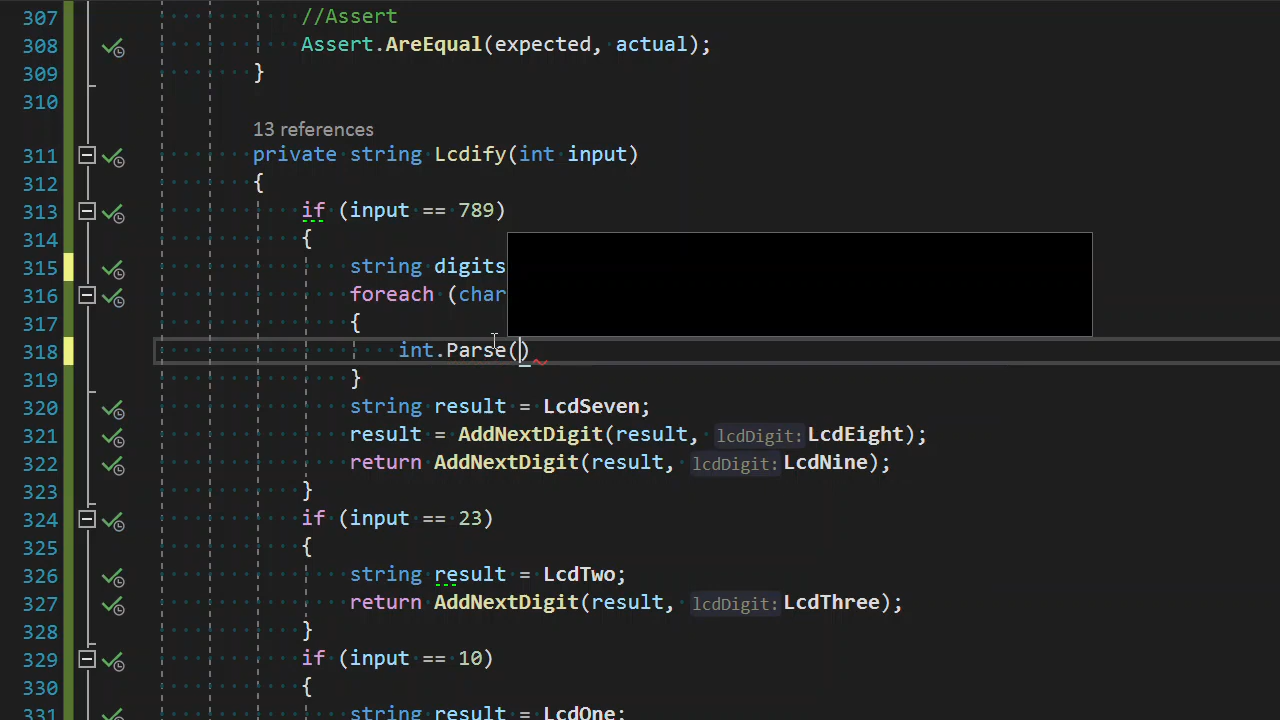 307 //Assert
308 Assert.AreEqual(expected, actual);
309 }
310
13 references
311 private string Lcdify(int input)
312 {
313 if (input == 789)
314 {
315 string digits
316 foreach (char
317 {
318 int.Parse()
319 }
320 string result = LcdSeven;
321 result = AddNextDigit(result, lcdDigit: LcdEight);
322 return AddNextDigit(result, lcdDigit: LcdNine);
323 }
324 if (input == 23)
325 {
326 string result = LcdTwo;
327 return AddNextDigit(result, lcdDigit: LcdThree);
328 }
329 if (input == 10)
330 {
331 string result = LcdOne;